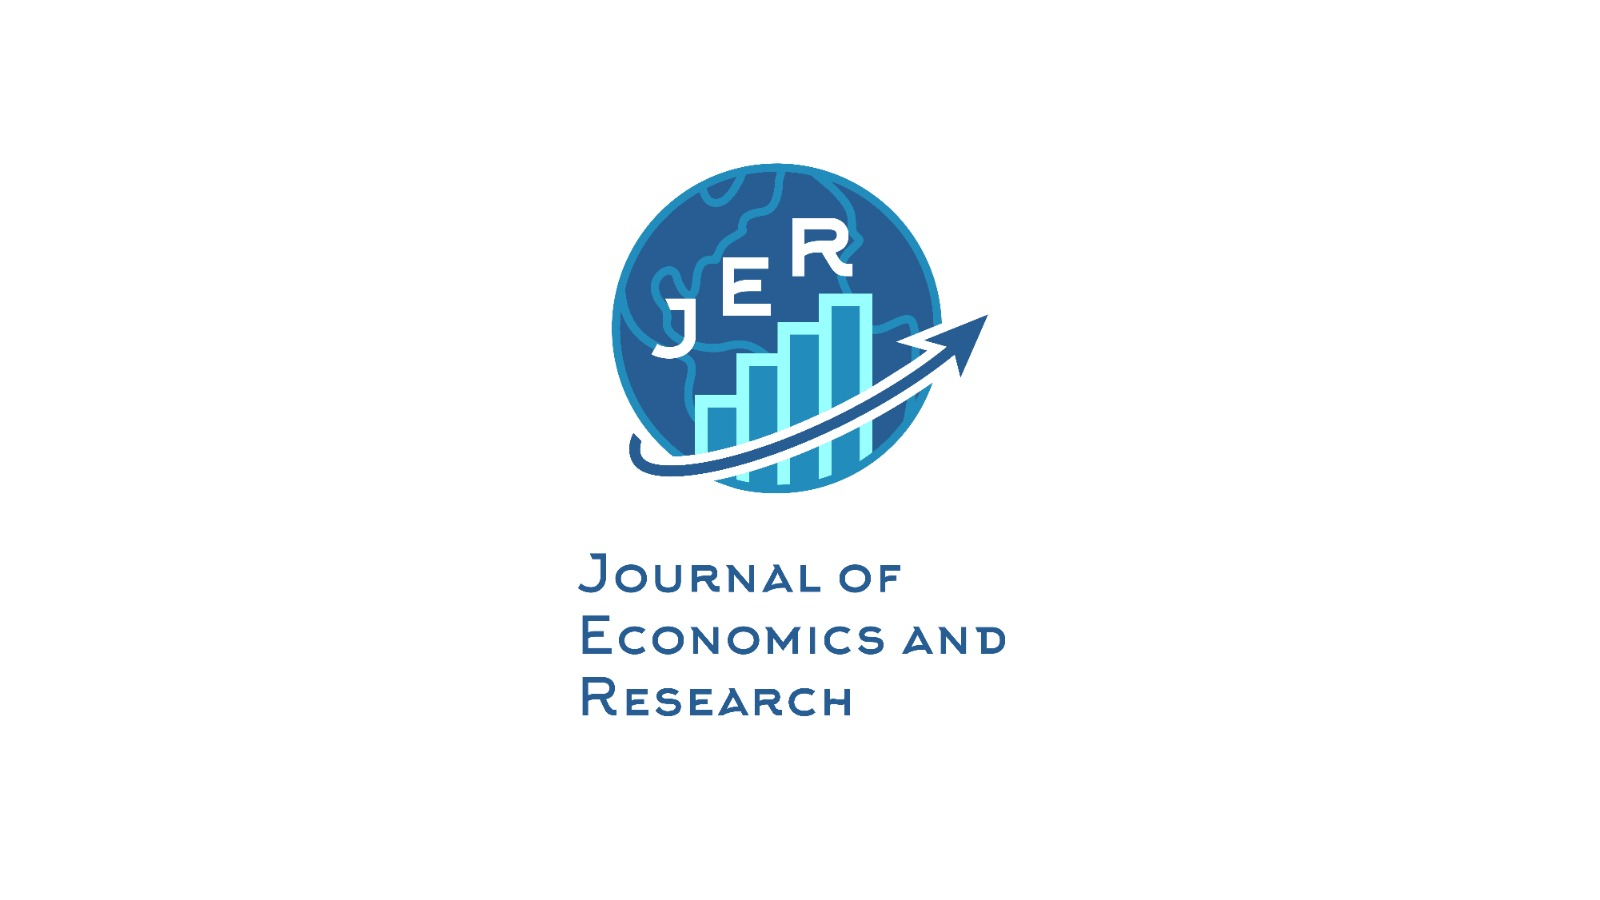 JER
Journal of
Economics and
Research